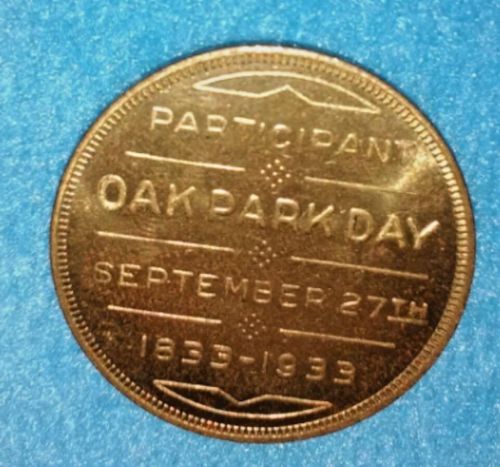 PARTICIPANT
OAK PARK DAY
SEPTEMBER 27TH
1833-1933